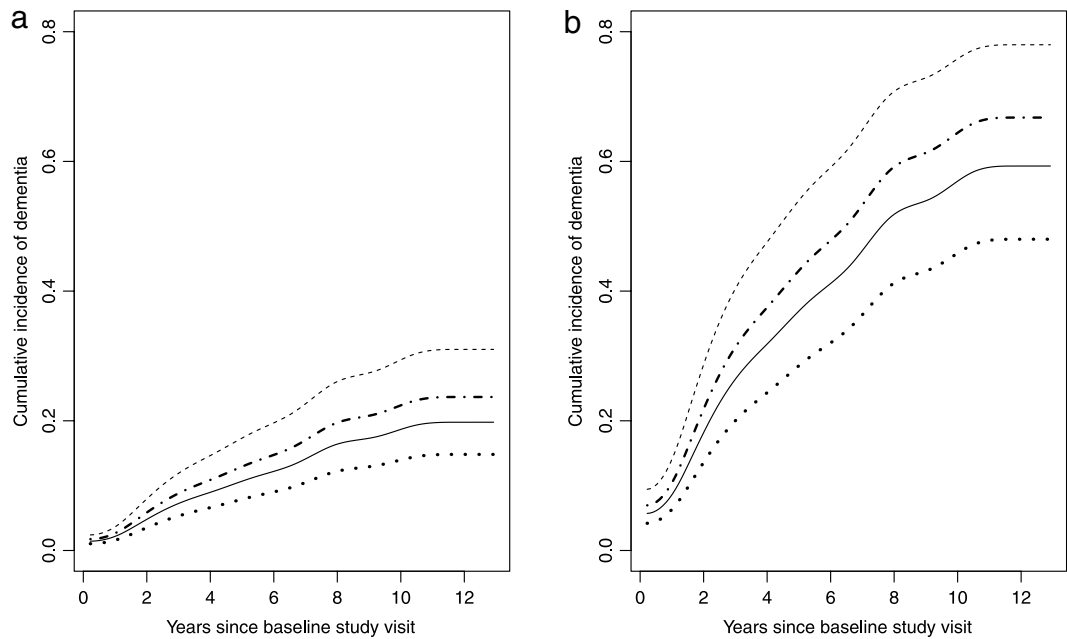 a
Cumulative incidence of dementia
0.8
0.6
0.4
0.2
0.0
0 2 4 6 8 10 12
Years since baseline study visit
b
Cumulative incidence of dementia
0.8
0.6
0.4
0.2
0.0
0 2 4 6 8 10 12
Years since baseline study visit